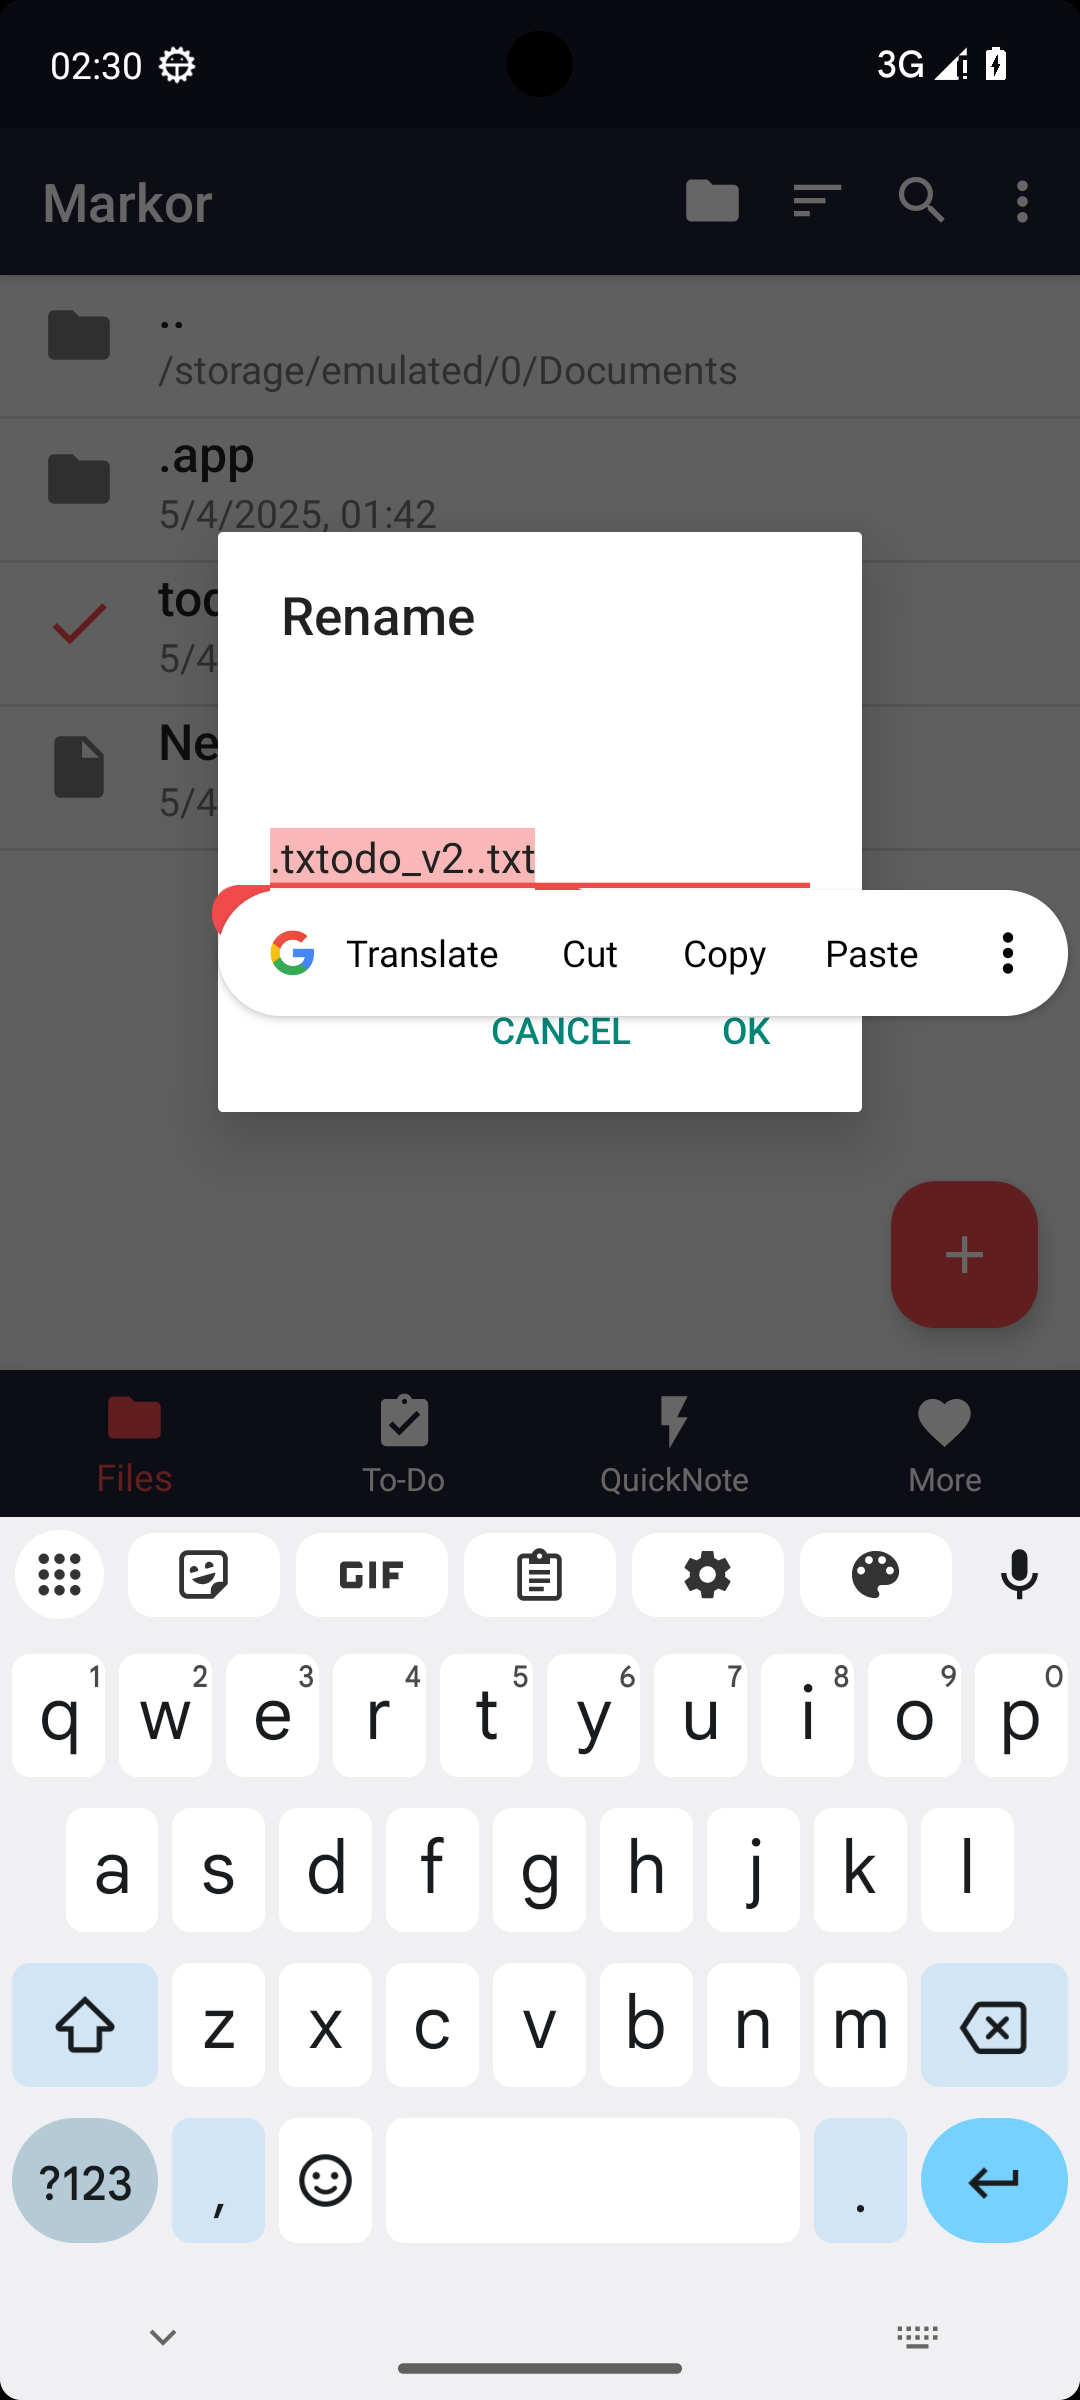 02:30
3G
Markor
..
/storage/emulated/0/Documents
.app
5/4/2025, 01:42
5/4
Ne
5/4
Rename
.txtodo_v2..txt
Translate Cut Copy Paste
CANCEL OK
Files To-Do QuickNote More
GIF
q1 w2 e3 r4 t5 y6 u7 i8 o9 p0
a s d f g h j k l
z x c v b n m
?123 , .